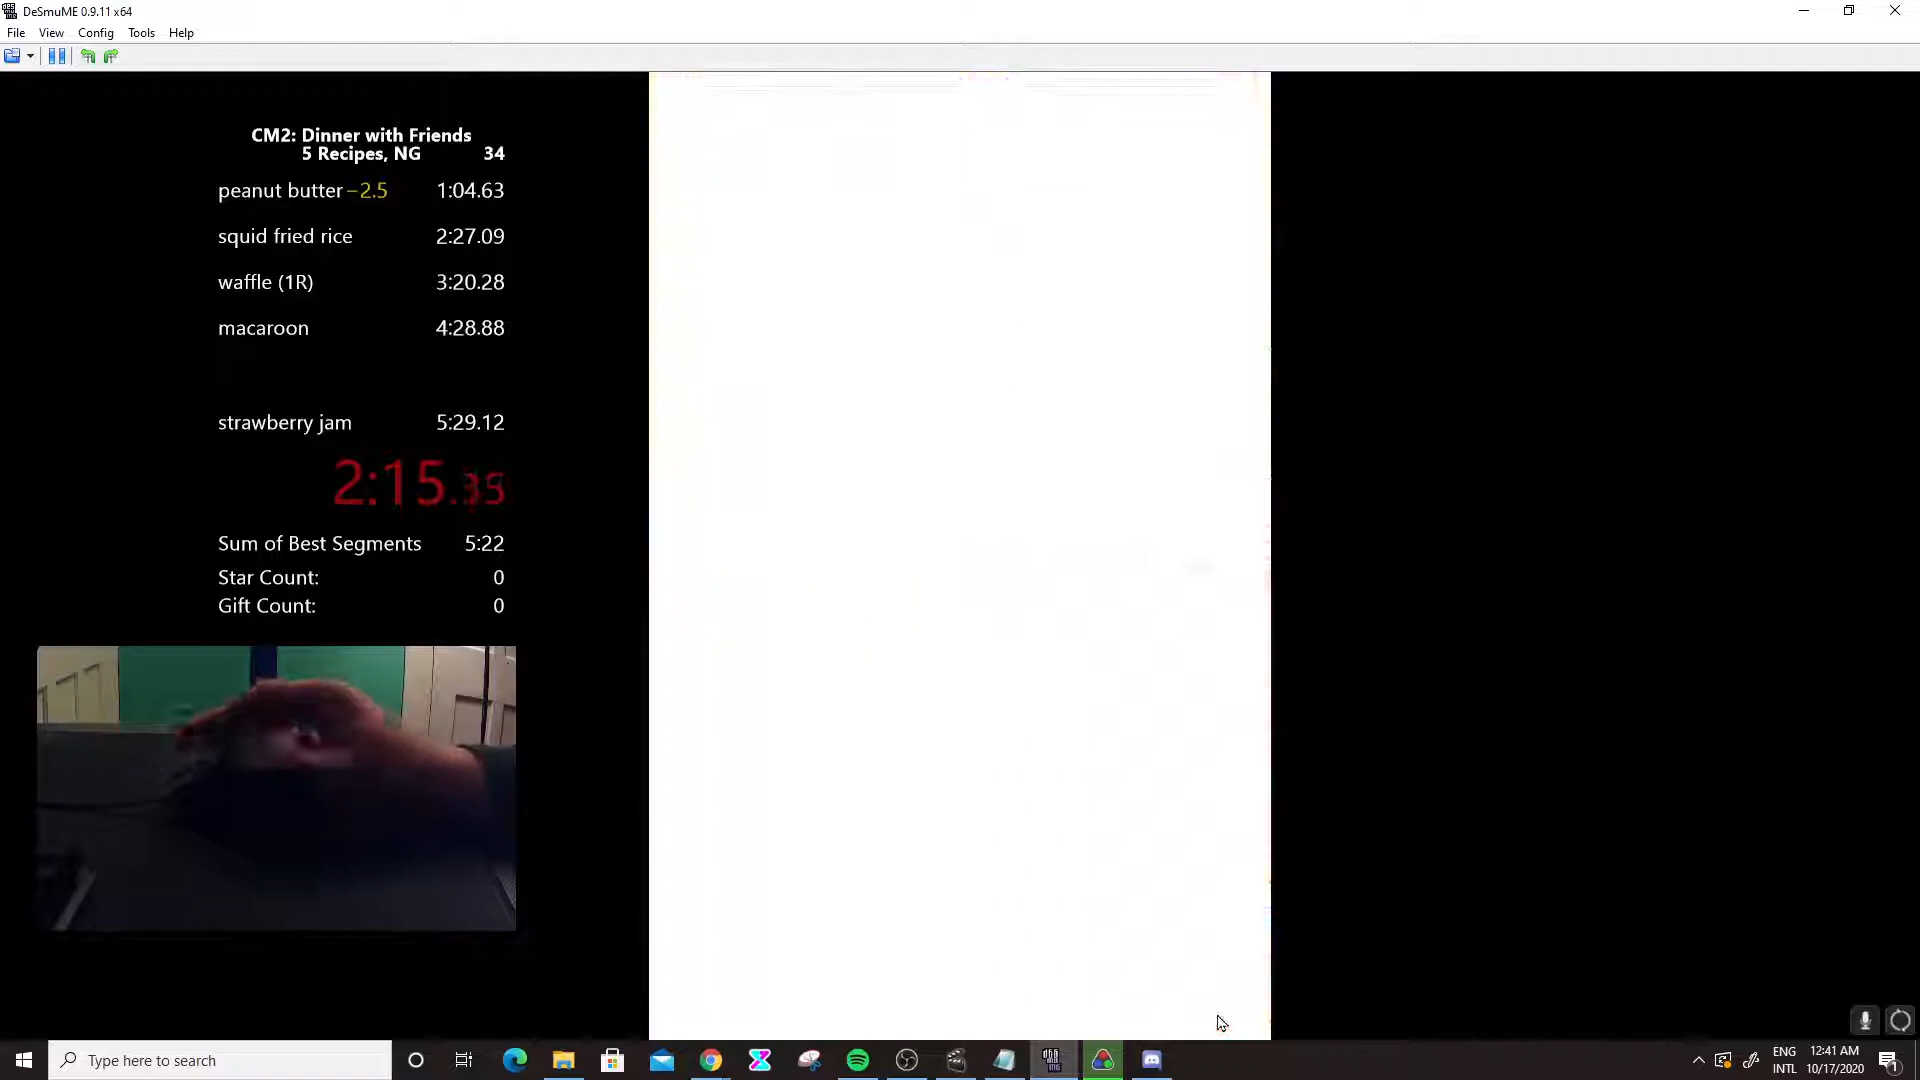 DeSmuME 0.9.11 x64
File View Config Tools Help
CM2: Dinner with Friends
5 Recipes, NG 34
peanut butter −2.5 1:04.63
squid fried rice 2:27.09
waffle (1R) 3:20.28
macaroon 4:28.88
strawberry jam 5:29.12
2:15.
Sum of Best Segments 5:22
Star Count: 0
Gift Count: 0
Type here to search
ENG 12:41 AM
INTL 10/17/2020 1